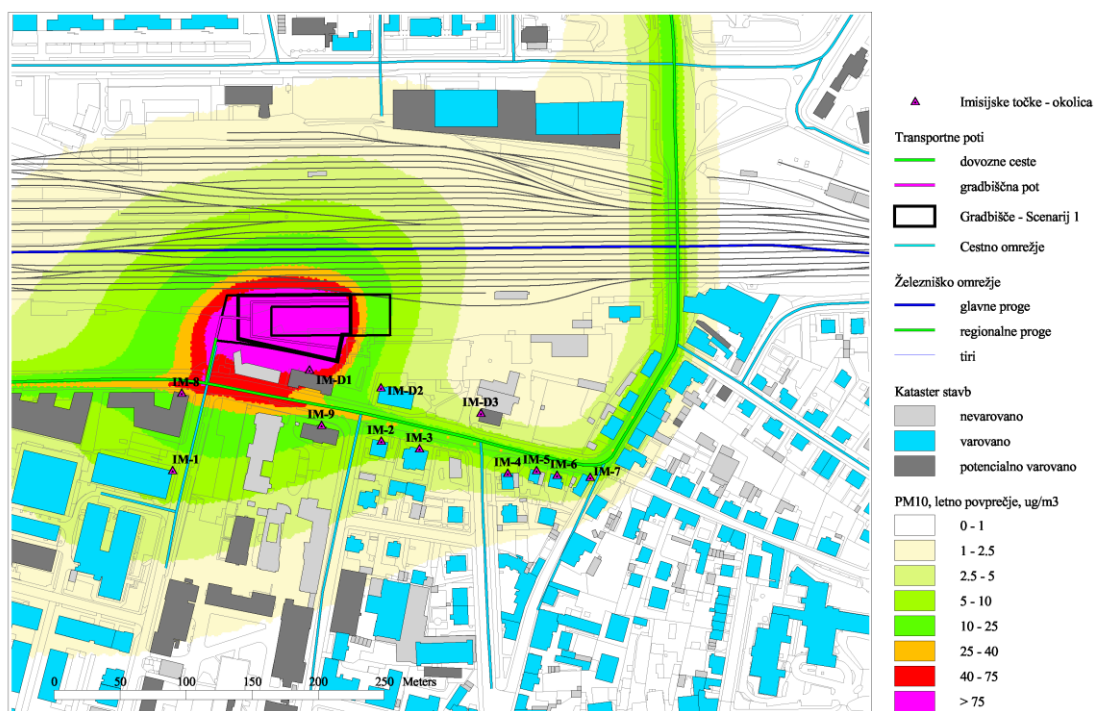 IM-D1
IM-8
IM-D2
IM-D3
IM-9
IM-2
IM-3
IM-1
IM-4
IM-5
IM-6
IM-7
0 50 100 150 200 250 Meters
Imisijske točke - okolica
Transportne poti
dovozne ceste
gradbiščna pot
Gradbišče - Scenarij 1
Cestno omrežje
Železniško omrežje
glavne proge
regionalne proge
tiri
Kataster stavb
nevarovano
varovano
potencialno varovano
PM10, letno povprečje, ug/m3
0 - 1
1 - 2.5
2.5 - 5
5 - 10
10 - 25
25 - 40
40 - 75
> 75